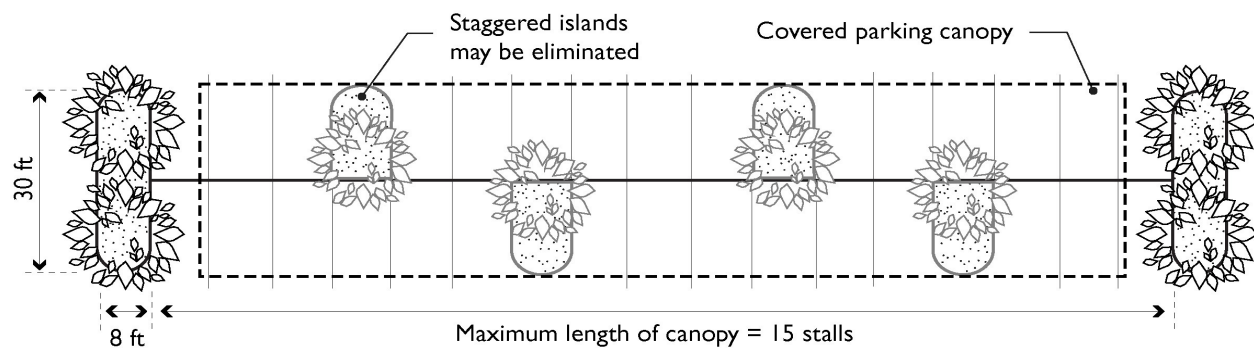 Staggered islands
may be eliminated
Covered parking canopy
30 ft
8 ft
Maximum length of canopy = 15 stalls